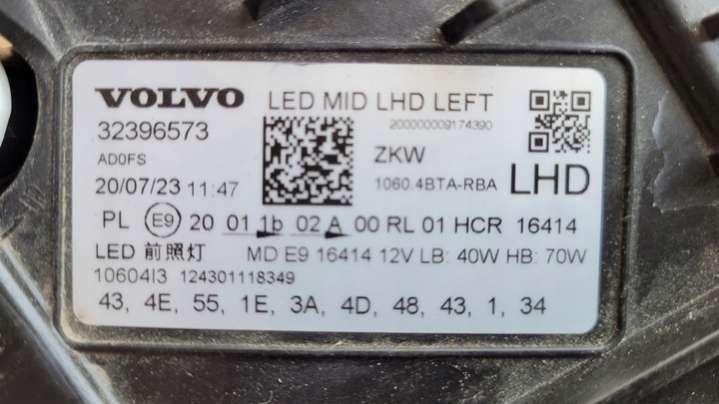 VOLVO LED MID LHD LEFT
32396573 200000009174390
AD0FS ZKW
20/07/23 11:47 1060.4BTA-RBA LHD
PL E9 20 01 1b 02 A 00 RL 01 HCR 16414
LED 前照灯 MD E9 16414 12V LB: 40W HB: 70W
10604I3 124301118349
43, 4E, 55, 1E, 3A, 4D, 48, 43, 1, 34